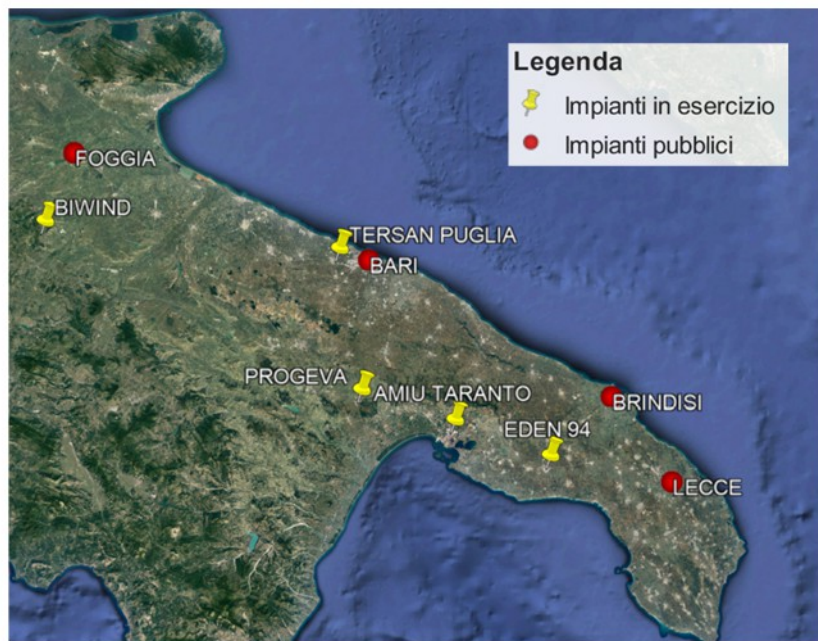 Legenda
Impianti in esercizio
Impianti pubblici
FOGGIA
BIWIND
TERSAN PUGLIA
BARI
PROGEVA
AMIU TARANTO
BRINDISI
EDEN 94
LECCE